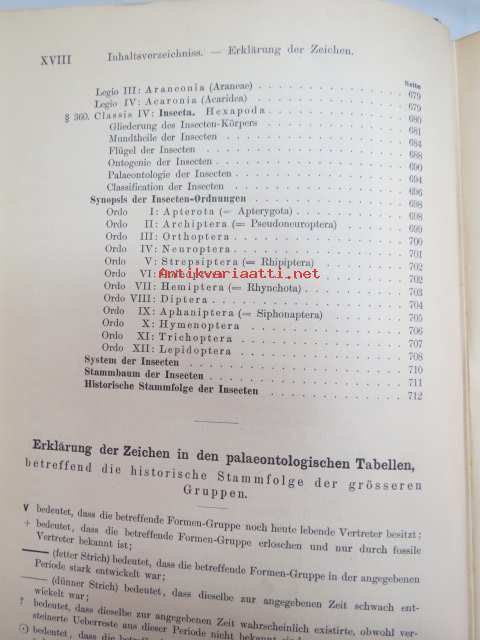 XVIII Inhaltsverzeichniss. — Erklärung der Zeichen.
Seite
Legio III: Araneonia (Araneae) 679
Legio IV: Acaronia (Acaridea) 679
§ 360. Classis IV: Insecta. Hexapoda 680
Gliederung des Insecten-Körpers 681
Mundtheile der Insecten 684
Flügel der Insecten 688
Ontogenie der Insecten 690
Palaeontologie der Insecten 694
Classification der Insecten 696
Synopsis der Insecten-Ordnungen 698
Ordo I: Apterota (= Apterygota) 698
Ordo II: Archiptera (= Pseudoneuroptera) 699
Ordo III: Orthoptera 700
Ordo IV: Neuroptera 701
Ordo V: Strepsiptera (= Rhipiptera) 702
Ordo VI: 702
Antikvariaatti.net
Ordo VII: Hemiptera (= Rhynchota) 703
Ordo VIII: Diptera 704
Ordo IX: Aphaniptera (= Siphonaptera) 705
Ordo X: Hymenoptera 706
Ordo XI: Trichoptera 707
Ordo XII: Lepidoptera 708
System der Insecten 710
Stammbaum der Insecten 711
Historische Stammfolge der Insecten 712
Erklärung der Zeichen in den palaeontologischen Tabellen,
betreffend die historische Stammfolge der grösseren
Gruppen.
v bedeutet, dass die betreffende Formen-Gruppe noch heute lebende Vertreter besitzt;
+ bedeutet, dass die betreffende Formen-Gruppe erloschen und nur durch fossile
Vertreter bekannt ist;
—— (fetter Strich) bedeutet, dass die betreffende Formen-Gruppe in der angegebenen
Periode stark entwickelt war;
—— (dünner Strich) bedeutet, dass dieselbe zur angegebenen Zeit schwach ent-
wickelt war;
? bedeutet, dass dieselbe zur angegebenen Zeit wahrscheinlich existirte, obwohl ver-
steinerte Ueberreste aus dieser Periode nicht bekannt sind
⊙ bedeutet, dass die